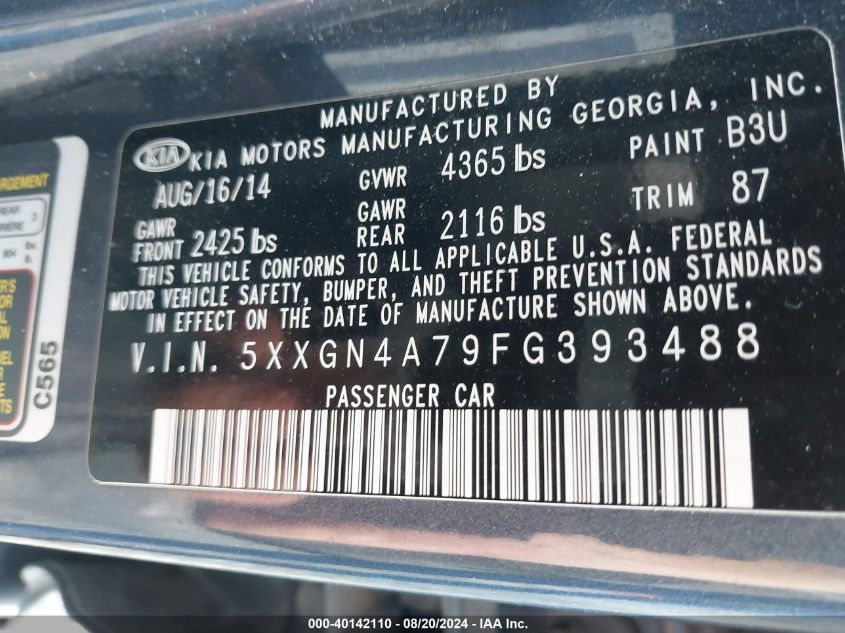 MANUFACTURED BY
KIA KIA MOTORS MANUFACTURING GEORGIA, INC.
AUG/16/14 GVWR 4365 lbs PAINT B3U
GAWR FRONT 2425 lbs GAWR REAR 2116 lbs TRIM 87
THIS VEHICLE CONFORMS TO ALL APPLICABLE U.S.A. FEDERAL
MOTOR VEHICLE SAFETY, BUMPER, AND THEFT PREVENTION STANDARDS
IN EFFECT ON THE DATE OF MANUFACTURE SHOWN ABOVE.
V.I.N. 5XXGN4A79FG393488
PASSENGER CAR
C565
000-40142110 - 08/20/2024 - IAA, Inc.